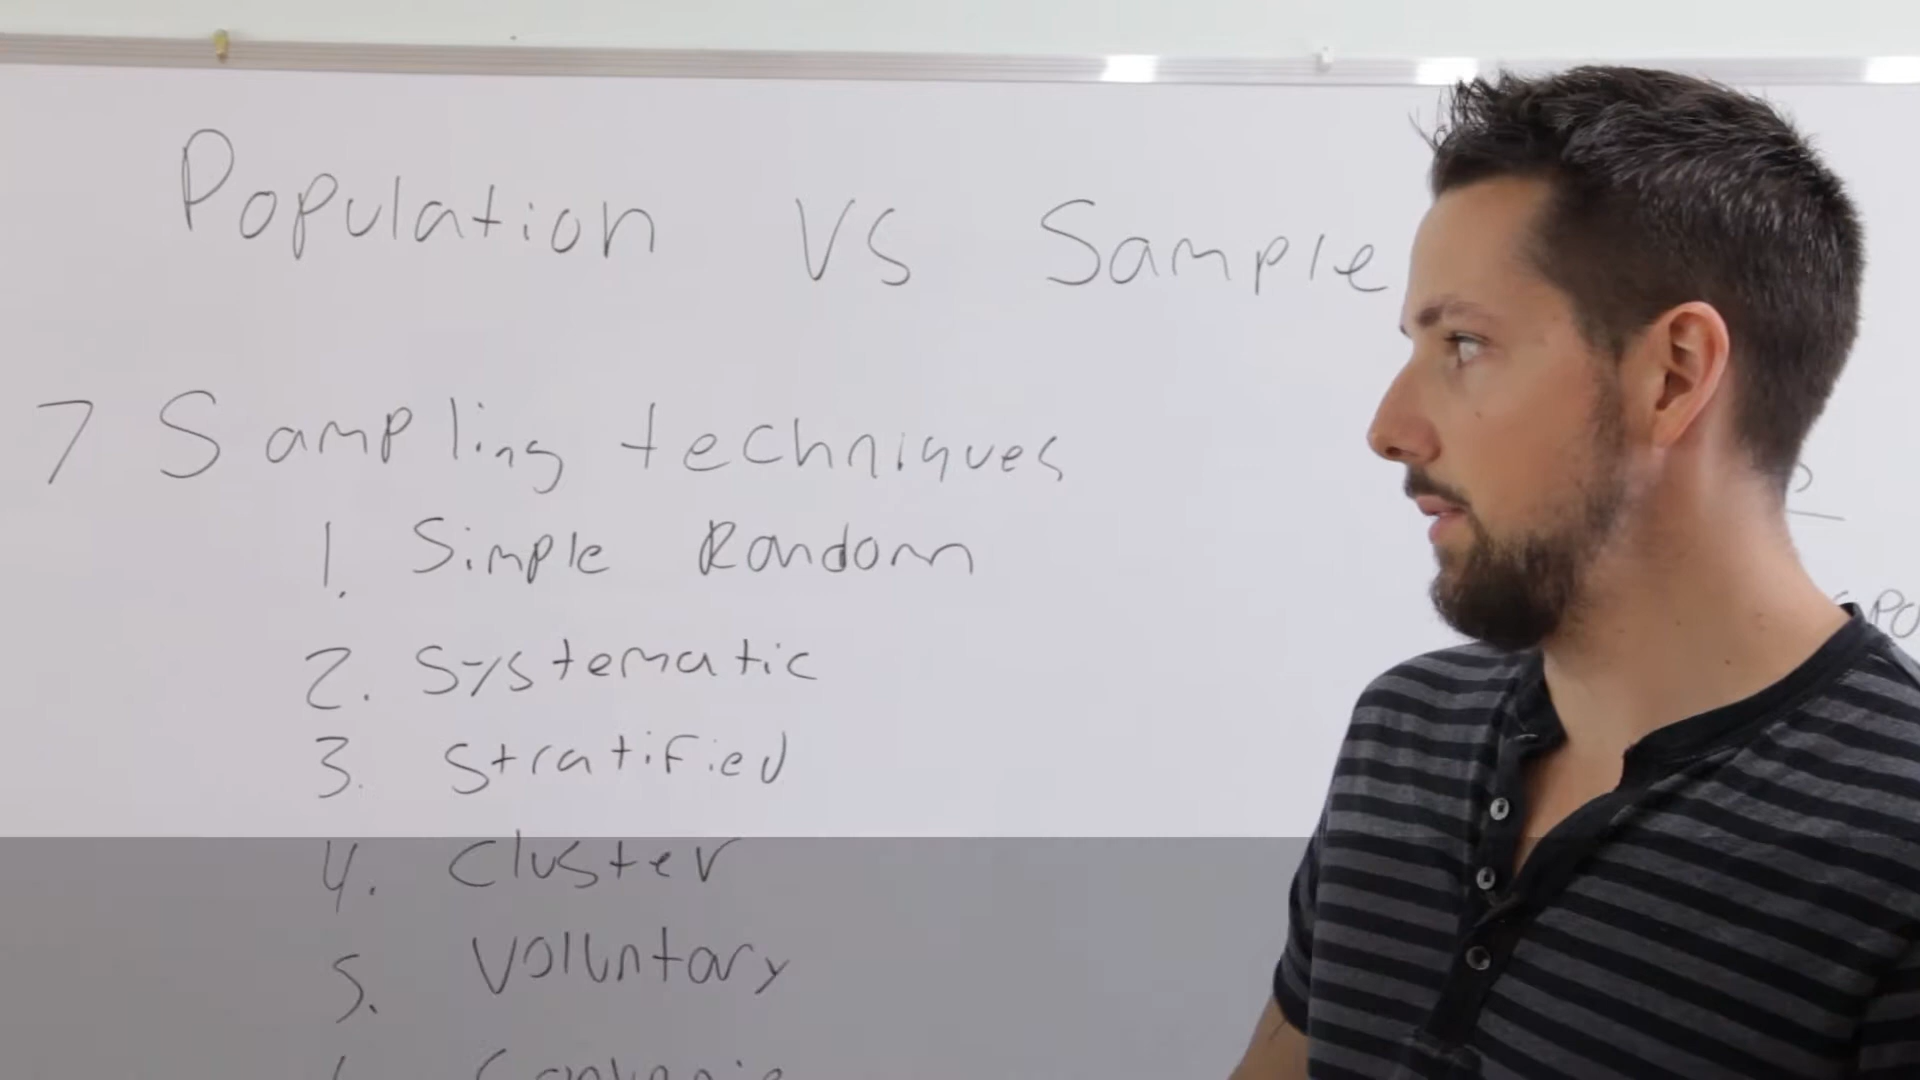 Population vs Sample
7 Sampling techniques
1. Simple Random
2. Systematic
3. Stratified
4. Cluster
5. Voluntary